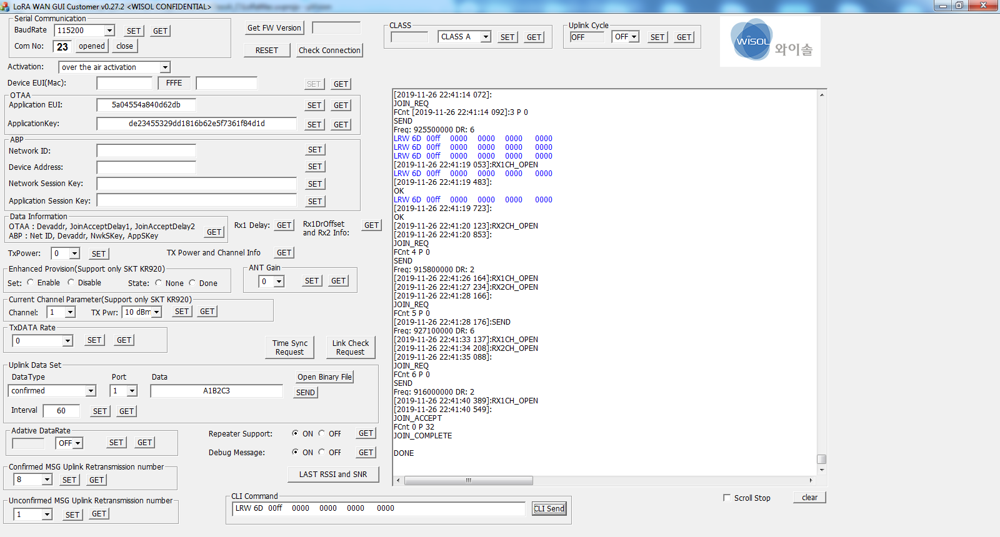 LoRA WAN GUI Customer v0.27.2 <WISOL CONFIDENTIAL>
Serial Communication
BaudRate 115200 SET GET
Com No: 23 opened close
Get FW Version
RESET Check Connection
CLASS
CLASS A SET GET
Uplink Cycle
OFF OFF SET GET
WISOL 와이솔
Activation: over the air activation
Device EUI(Mac): FFFE SET GET
OTAA
Application EUI: 5a04554a840d62db SET GET
ApplicationKey: de23455329dd1816b62e5f7361f84d1d SET GET
ABP
Network ID: SET
Device Address: SET
Network Session Key: SET
Application Session Key: SET
Data Information
OTAA : Devaddr, JoinAcceptDelay1, JoinAcceptDelay2
ABP : Net ID, Devaddr, NwkSKey, AppSKey
GET
Rx1 Delay: GET
Rx1DrOffset
and Rx2 Info:
GET
TxPower: 0 SET
TX Power and Channel Info GET
Enhanced Provision(Support only SKT KR920)
Set: Enable Disable State: None Done
ANT Gain
0 SET GET
Current Channel Parameter(Support only SKT KR920)
Channel: 1 TX Pwr: 10 dBm SET GET
TxDATA Rate
0 SET GET
Time Sync
Request
Link Check
Request
Uplink Data Set
DataType Port Data Open Binary File
confirmed 1 A1B2C3 SEND
Interval 60 SET GET
Adative DataRate
OFF SET GET
Repeater Support: ON OFF GET
Debug Message: ON OFF GET
Confirmed MSG Uplink Retransmission number
8 SET GET
LAST RSSI and SNR
Unconfirmed MSG Uplink Retransmission number
1 SET GET
CLI Command
LRW 6D 00ff 0000 0000 0000 0000 CLI Send
[2019-11-26 22:41:14 072]:
JOIN_REQ
FCnt [2019-11-26 22:41:14 092]:3 P 0
SEND
Freq: 925500000 DR: 6
LRW 6D 00ff 0000 0000 0000 0000
LRW 6D 00ff 0000 0000 0000 0000
LRW 6D 00ff 0000 0000 0000 0000
[2019-11-26 22:41:19 053]:RX1CH_OPEN
LRW 6D 00ff 0000 0000 0000 0000
[2019-11-26 22:41:19 483]:
OK
LRW 6D 00ff 0000 0000 0000 0000
[2019-11-26 22:41:19 723]:
OK
[2019-11-26 22:41:20 123]:RX2CH_OPEN
[2019-11-26 22:41:20 853]:
JOIN_REQ
FCnt 4 P 0
SEND
Freq: 915800000 DR: 2
[2019-11-26 22:41:26 164]:RX1CH_OPEN
[2019-11-26 22:41:27 234]:RX2CH_OPEN
[2019-11-26 22:41:28 166]:
JOIN_REQ
FCnt 5 P 0
[2019-11-26 22:41:28 176]:SEND
Freq: 927100000 DR: 6
[2019-11-26 22:41:33 137]:RX1CH_OPEN
[2019-11-26 22:41:34 208]:RX2CH_OPEN
[2019-11-26 22:41:35 088]:
JOIN_REQ
FCnt 6 P 0
SEND
Freq: 916000000 DR: 2
[2019-11-26 22:41:40 389]:RX1CH_OPEN
[2019-11-26 22:41:40 549]:
JOIN_ACCEPT
FCnt 0 P 32
JOIN_COMPLETE
DONE
Scroll Stop clear